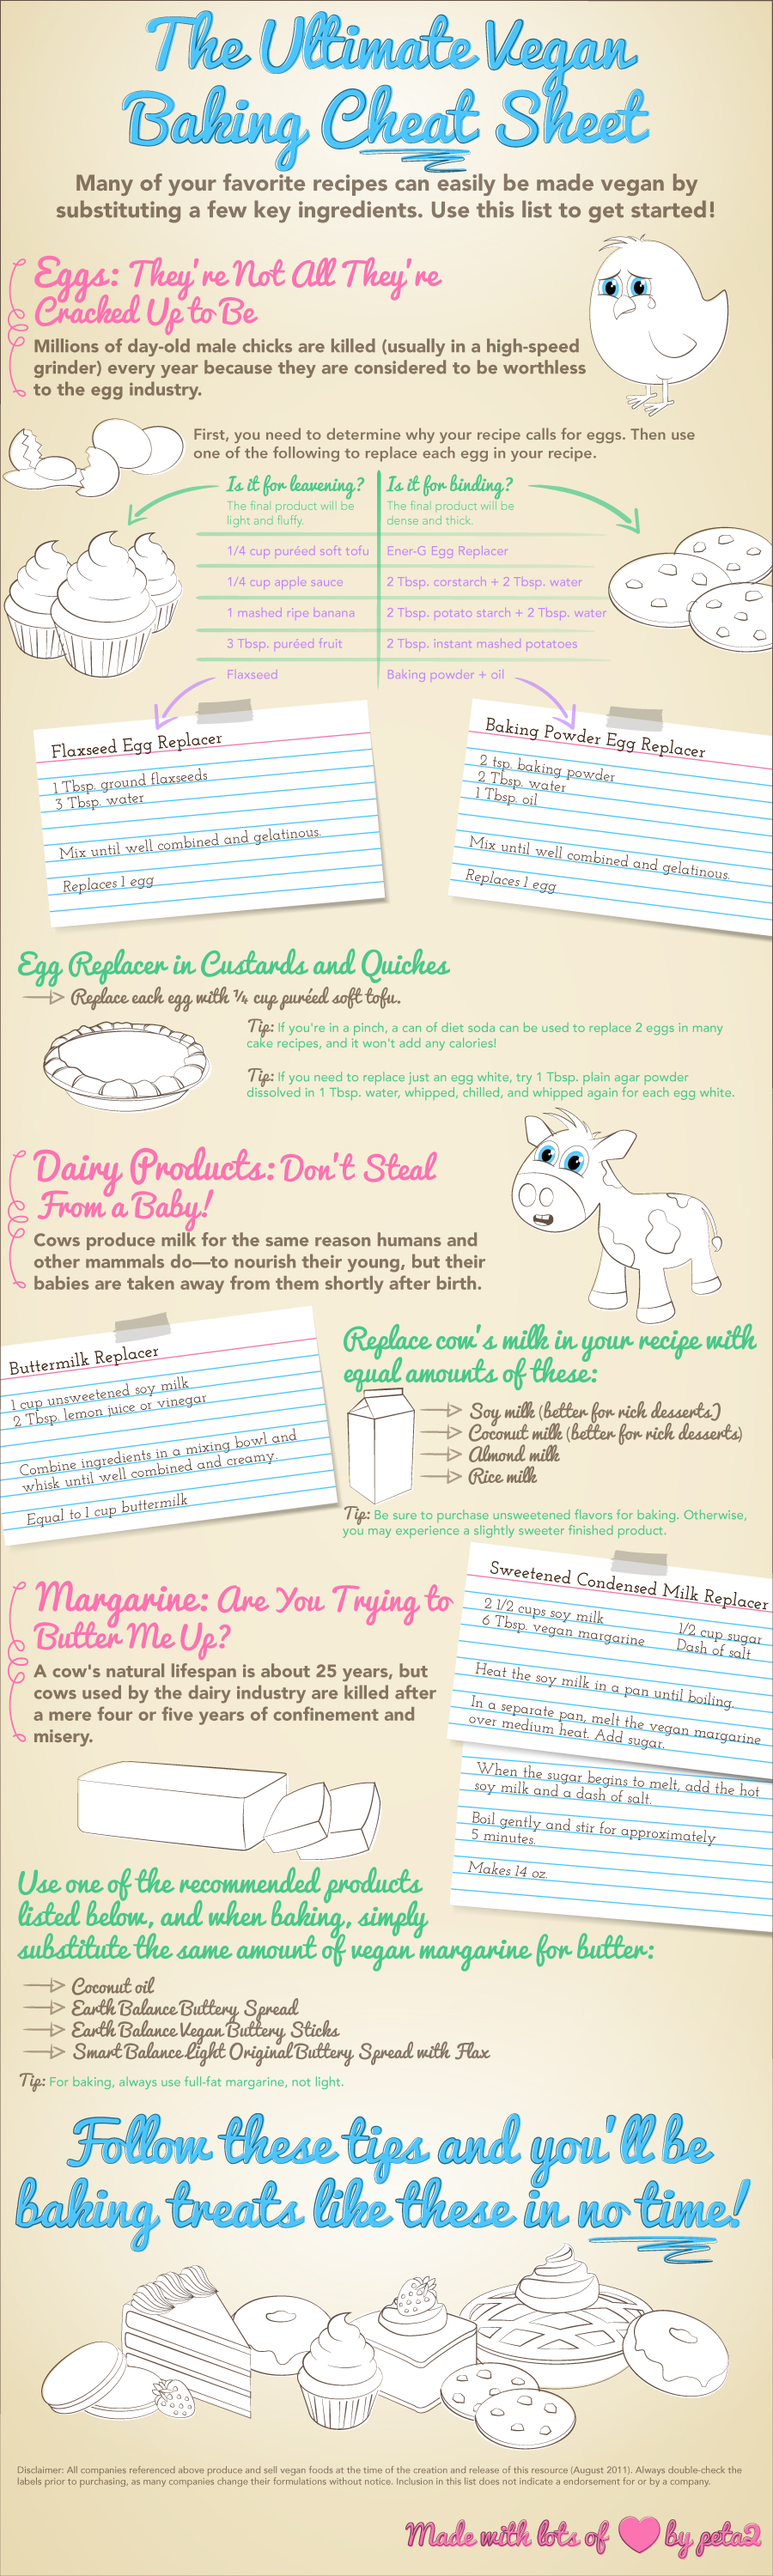 The Ultimate Vegan
Baking Cheat Sheet
Many of your favorite recipes can easily be made vegan by
substituting a few key ingredients. Use this list to get started!
Eggs: They're Not All They're
Cracked Up to Be
Millions of day-old male chicks are killed (usually in a high-speed
grinder) every year because they are considered to be worthless
to the egg industry.
First, you need to determine why your recipe calls for eggs. Then use
one of the following to replace each egg in your recipe.
Is it for leavening?
The final product will be
light and fluffy.
1/4 cup puréed soft tofu
1/4 cup apple sauce
1 mashed ripe banana
3 Tbsp. puréed fruit
Flaxseed
Is it for binding?
The final product will be
dense and thick.
Ener-G Egg Replacer
2 Tbsp. corstarch + 2 Tbsp. water
2 Tbsp. potato starch + 2 Tbsp. water
2 Tbsp. instant mashed potatoes
Baking powder + oil
Flaxseed Egg Replacer
1 Tbsp. ground flaxseeds
3 Tbsp. water
Mix until well combined and gelatinous.
Replaces 1 egg
Baking Powder Egg Replacer
2 tsp. baking powder
2 Tbsp. water
1 Tbsp. oil
Mix until well combined and gelatinous.
Replaces 1 egg
Egg Replacer in Custards and Quiches
Replace each egg with ¼ cup puréed soft tofu.
Tip: If you're in a pinch, a can of diet soda can be used to replace 2 eggs in many
cake recipes, and it won't add any calories!
Tip: If you need to replace just an egg white, try 1 Tbsp. plain agar powder
dissolved in 1 Tbsp. water, whipped, chilled, and whipped again for each egg white.
Dairy Products: Don't Steal
From a Baby!
Cows produce milk for the same reason humans and
other mammals do—to nourish their young, but their
babies are taken away from them shortly after birth.
Buttermilk Replacer
1 cup unsweetened soy milk
2 Tbsp. lemon juice or vinegar
Combine ingredients in a mixing bowl and
whisk until well combined and creamy.
Equal to 1 cup buttermilk
Replace cow's milk in your recipe with
equal amounts of these:
Soy milk (better for rich desserts)
Coconut milk (better for rich desserts)
Almond milk
Rice milk
Tip: Be sure to purchase unsweetened flavors for baking. Otherwise,
you may experience a slightly sweeter finished product.
Margarine: Are You Trying to
Butter Me Up?
A cow's natural lifespan is about 25 years, but
cows used by the dairy industry are killed after
a mere four or five years of confinement and
misery.
Sweetened Condensed Milk Replacer
2 1/2 cups soy milk 1/2 cup sugar
6 Tbsp. vegan margarine Dash of salt
Heat the soy milk in a pan until boiling.
In a separate pan, melt the vegan margarine
over medium heat. Add sugar.
When the sugar begins to melt, add the hot
soy milk and a dash of salt.
Boil gently and stir for approximately
5 minutes.
Makes 14 oz.
Use one of the recommended products
listed below, and when baking, simply
substitute the same amount of vegan margarine for butter:
Coconut oil
Earth Balance Buttery Spread
Earth Balance Vegan Buttery Sticks
Smart Balance Light Original Buttery Spread with Flax
Tip: For baking, always use full-fat margarine, not light.
Follow these tips and you'll be
baking treats like these in no time!
Disclaimer: All companies referenced above produce and sell vegan foods at the time of the creation and release of this resource (August 2011). Always double-check the
labels prior to purchasing, as many companies change their formulations without notice. Inclusion in this list does not indicate a endorsement for or by a company.
Made with lots of by peta2